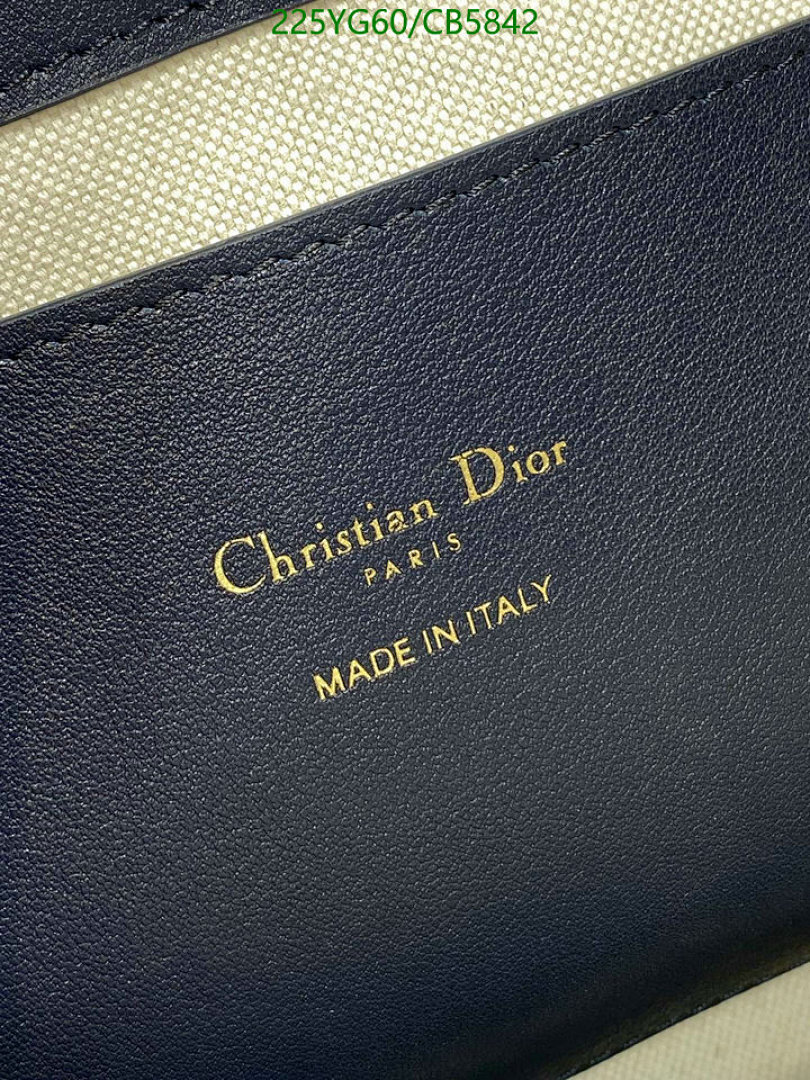 225YG60/CB5842
Christian Dior
PARIS
MADE IN ITALY